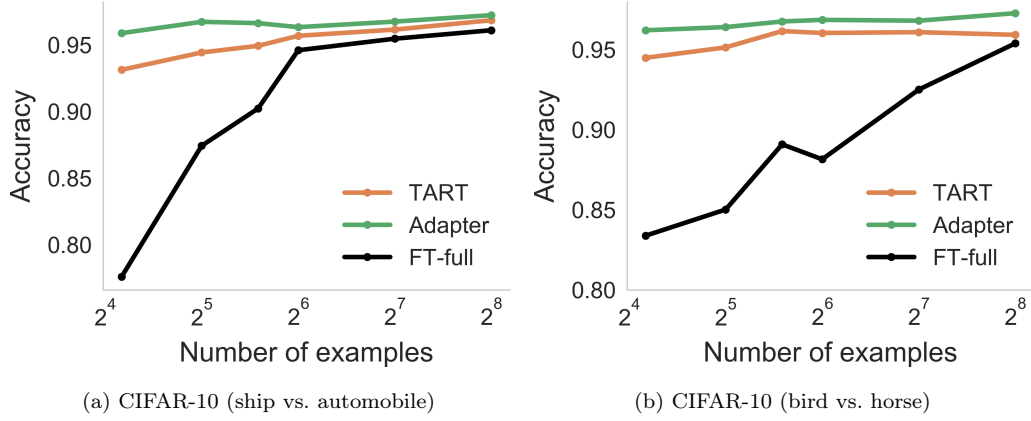 Accuracy
0.95
0.90
0.85
0.80
TART
Adapter
FT-full
2^4 2^5 2^6 2^7 2^8
Number of examples
(a) CIFAR-10 (ship vs. automobile)
Accuracy
0.95
0.90
0.85
0.80
TART
Adapter
FT-full
2^4 2^5 2^6 2^7 2^8
Number of examples
(b) CIFAR-10 (bird vs. horse)